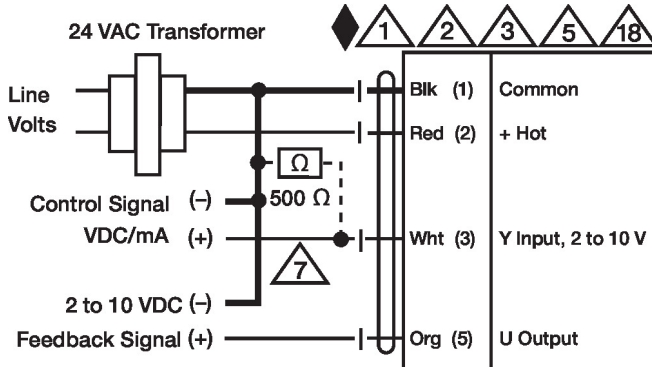 24 VAC Transformer
1 2 3 5 18
Line
Volts
Blk (1) Common
Red (2) + Hot
Ω
500 Ω
Control Signal (–)
VDC/mA (+)
Wht (3) Y Input, 2 to 10 V
7
2 to 10 VDC (–)
Feedback Signal (+)
Org (5) U Output